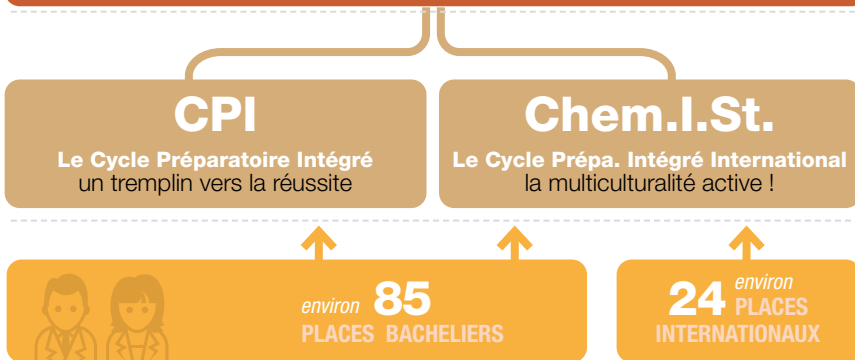 CPI
Le Cycle Préparatoire Intégré
un tremplin vers la réussite
Chem.I.St.
Le Cycle Prépa. Intégré International
la multiculturalité active !
environ 85
PLACES BACHELIERS
24 environ
PLACES
INTERNATIONAUX